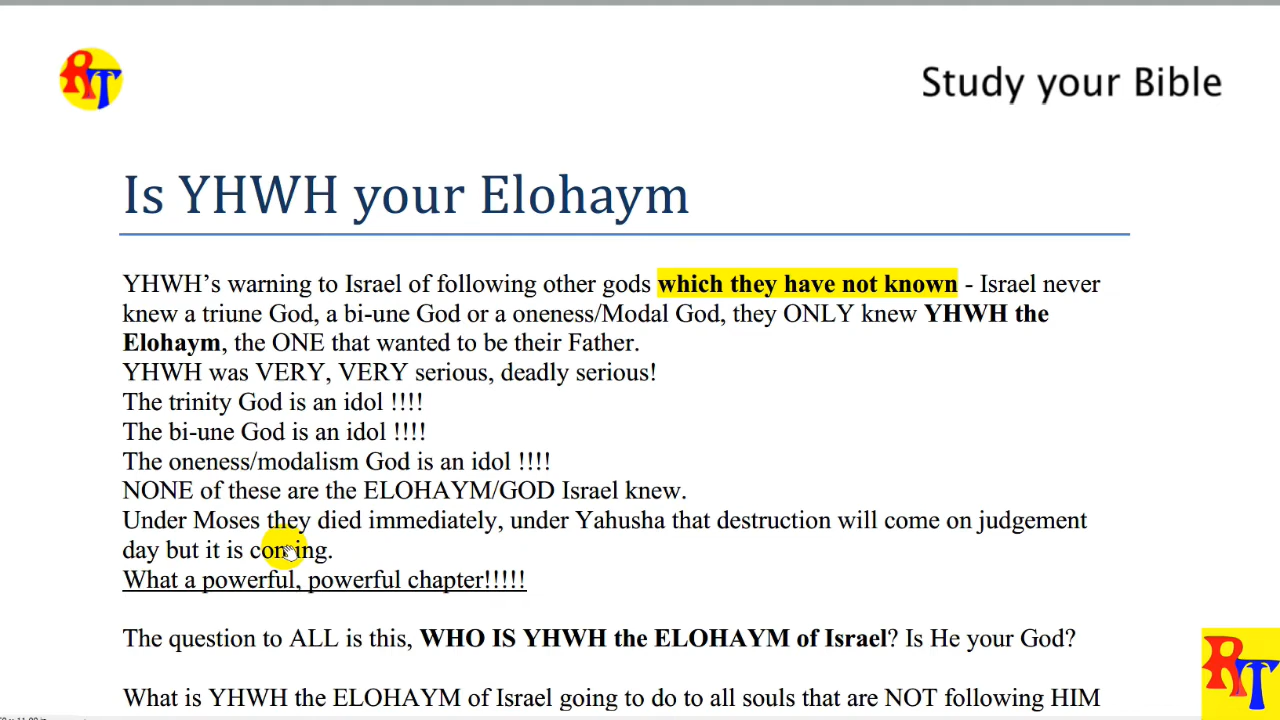 RT
Study your Bible
Is YHWH your Elohaym
YHWH’s warning to Israel of following other gods which they have not known - Israel never
knew a triune God, a bi-une God or a oneness/Modal God, they ONLY knew YHWH the
Elohaym, the ONE that wanted to be their Father.
YHWH was VERY, VERY serious, deadly serious!
The trinity God is an idol !!!!
The bi-une God is an idol !!!!
The oneness/modalism God is an idol !!!!
NONE of these are the ELOHAYM/GOD Israel knew.
Under Moses they died immediately, under Yahusha that destruction will come on judgement
day but it is coming.
What a powerful, powerful chapter!!!!!
The question to ALL is this, WHO IS YHWH the ELOHAYM of Israel? Is He your God?
RT
What is YHWH the ELOHAYM of Israel going to do to all souls that are NOT following HIM